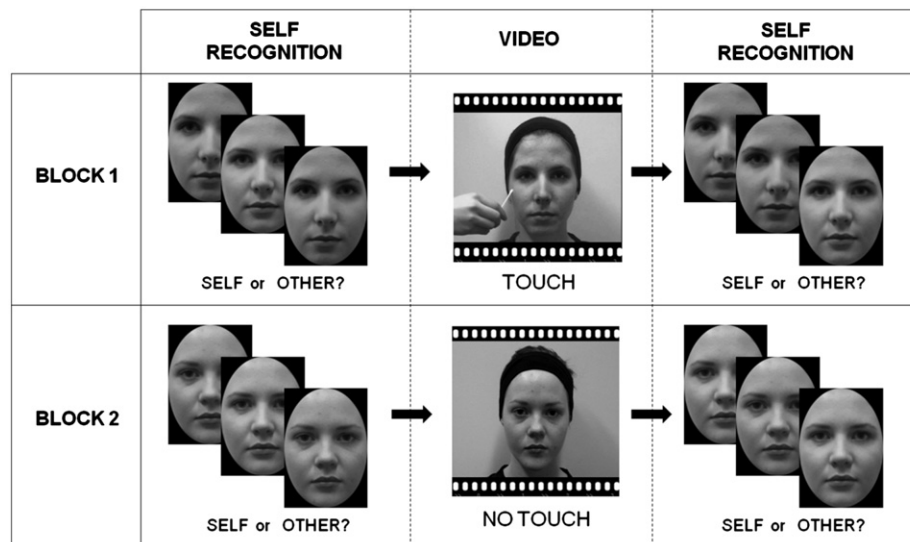 SELF
RECOGNITION
VIDEO
SELF
RECOGNITION
BLOCK 1
SELF or OTHER?
TOUCH
SELF or OTHER?
BLOCK 2
SELF or OTHER?
NO TOUCH
SELF or OTHER?